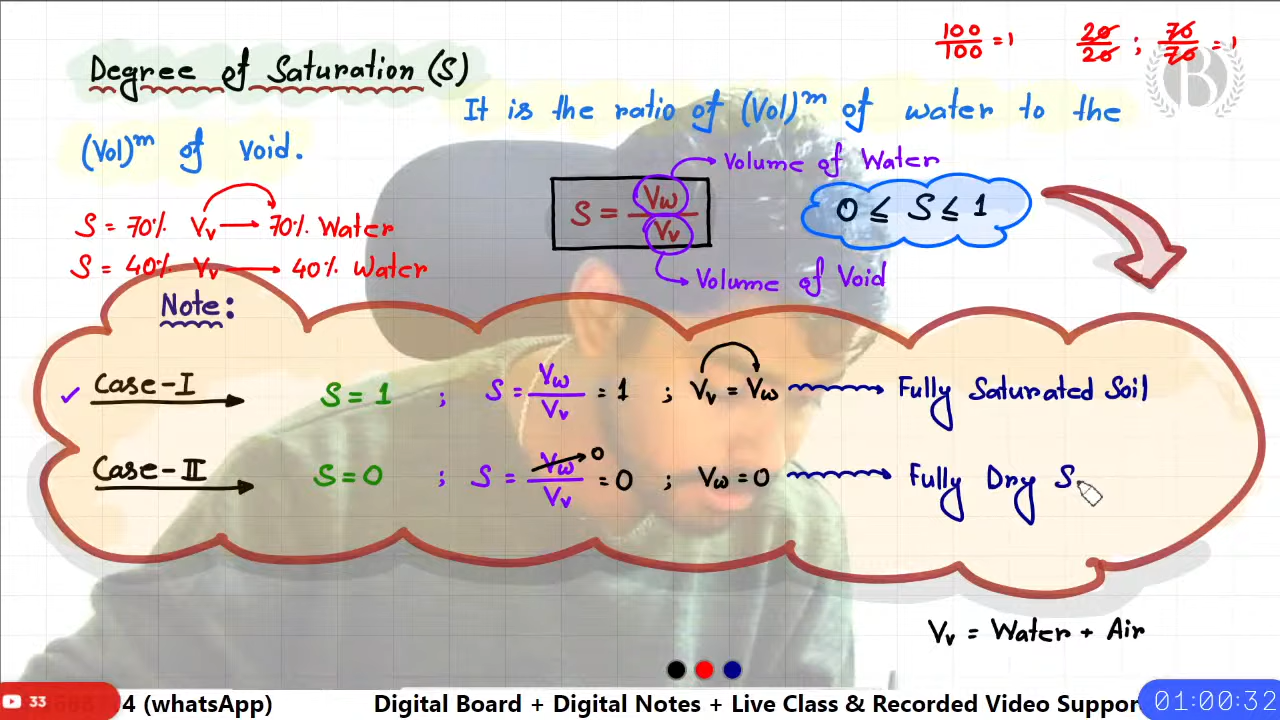 100/100 = 1   20/20 ; 70/70 = 1
Degree of Saturation (S)
It is the ratio of (Vol)ᵐ of water to the
(Vol)ᵐ of void.
Volume of Water
S = Vw/Vv
0 ≤ S ≤ 1
Volume of Void
S = 70% Vv → 70% Water
S = 40% Vv → 40% Water
Note:
✓ Case-I → S = 1 ; S = Vw/Vv = 1 ; Vv = Vw → Fully Saturated Soil
Case-II → S = 0 ; S = Vw/Vv = 0 ; Vw = 0 → Fully Dry S
0
Vv = Water + Air
33
4 (whatsApp)
Digital Board + Digital Notes + Live Class & Recorded Video Suppor
01:00:32
B